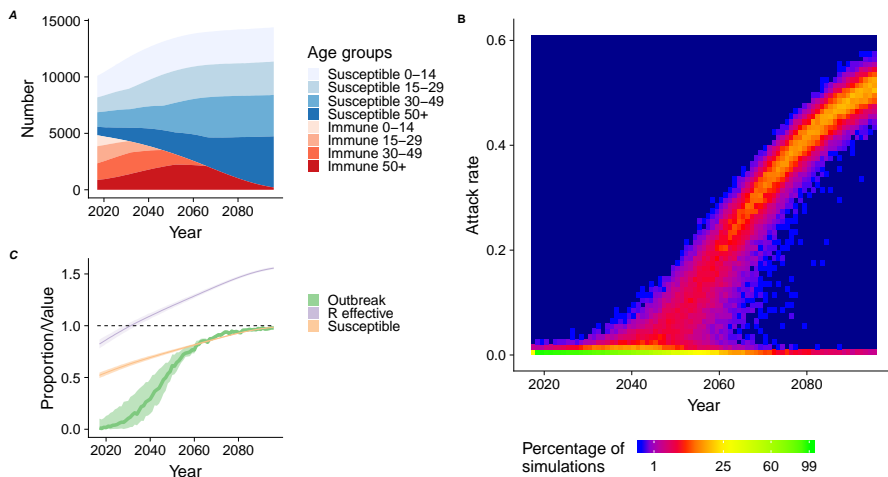 A
15000
10000
5000
0
Number
2020 2040 2060 2080
Year
Age groups
Susceptible 0−14
Susceptible 15−29
Susceptible 30−49
Susceptible 50+
Immune 0−14
Immune 15−29
Immune 30−49
Immune 50+
C
1.5
1.0
0.5
0.0
Proportion/Value
2020 2040 2060 2080
Year
Outbreak
R effective
Susceptible
B
0.6
0.4
0.2
0.0
Attack rate
2020 2040 2060 2080
Year
Percentage of
simulations
1 25 60 99